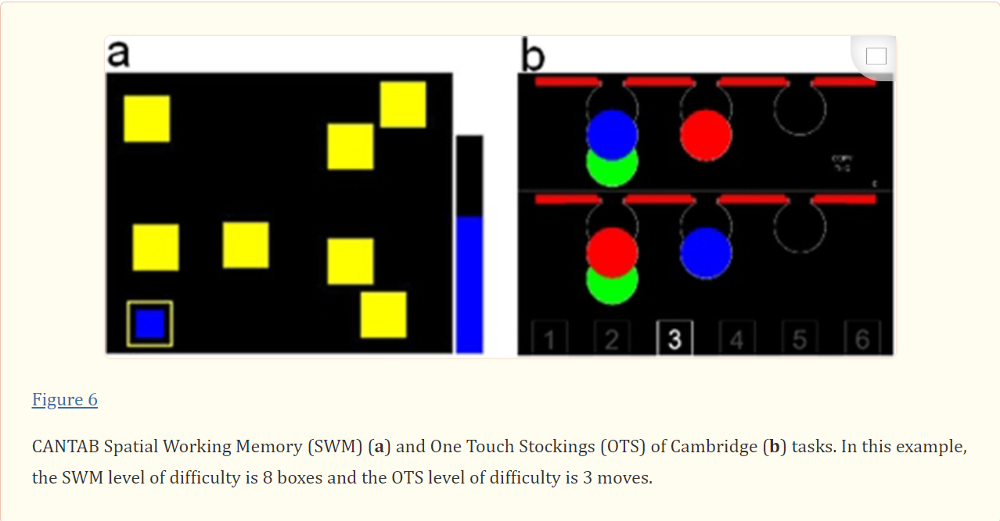 a
b
1 2 3 4 5 6
Figure 6
CANTAB Spatial Working Memory (SWM) (a) and One Touch Stockings (OTS) of Cambridge (b) tasks. In this example,
the SWM level of difficulty is 8 boxes and the OTS level of difficulty is 3 moves.